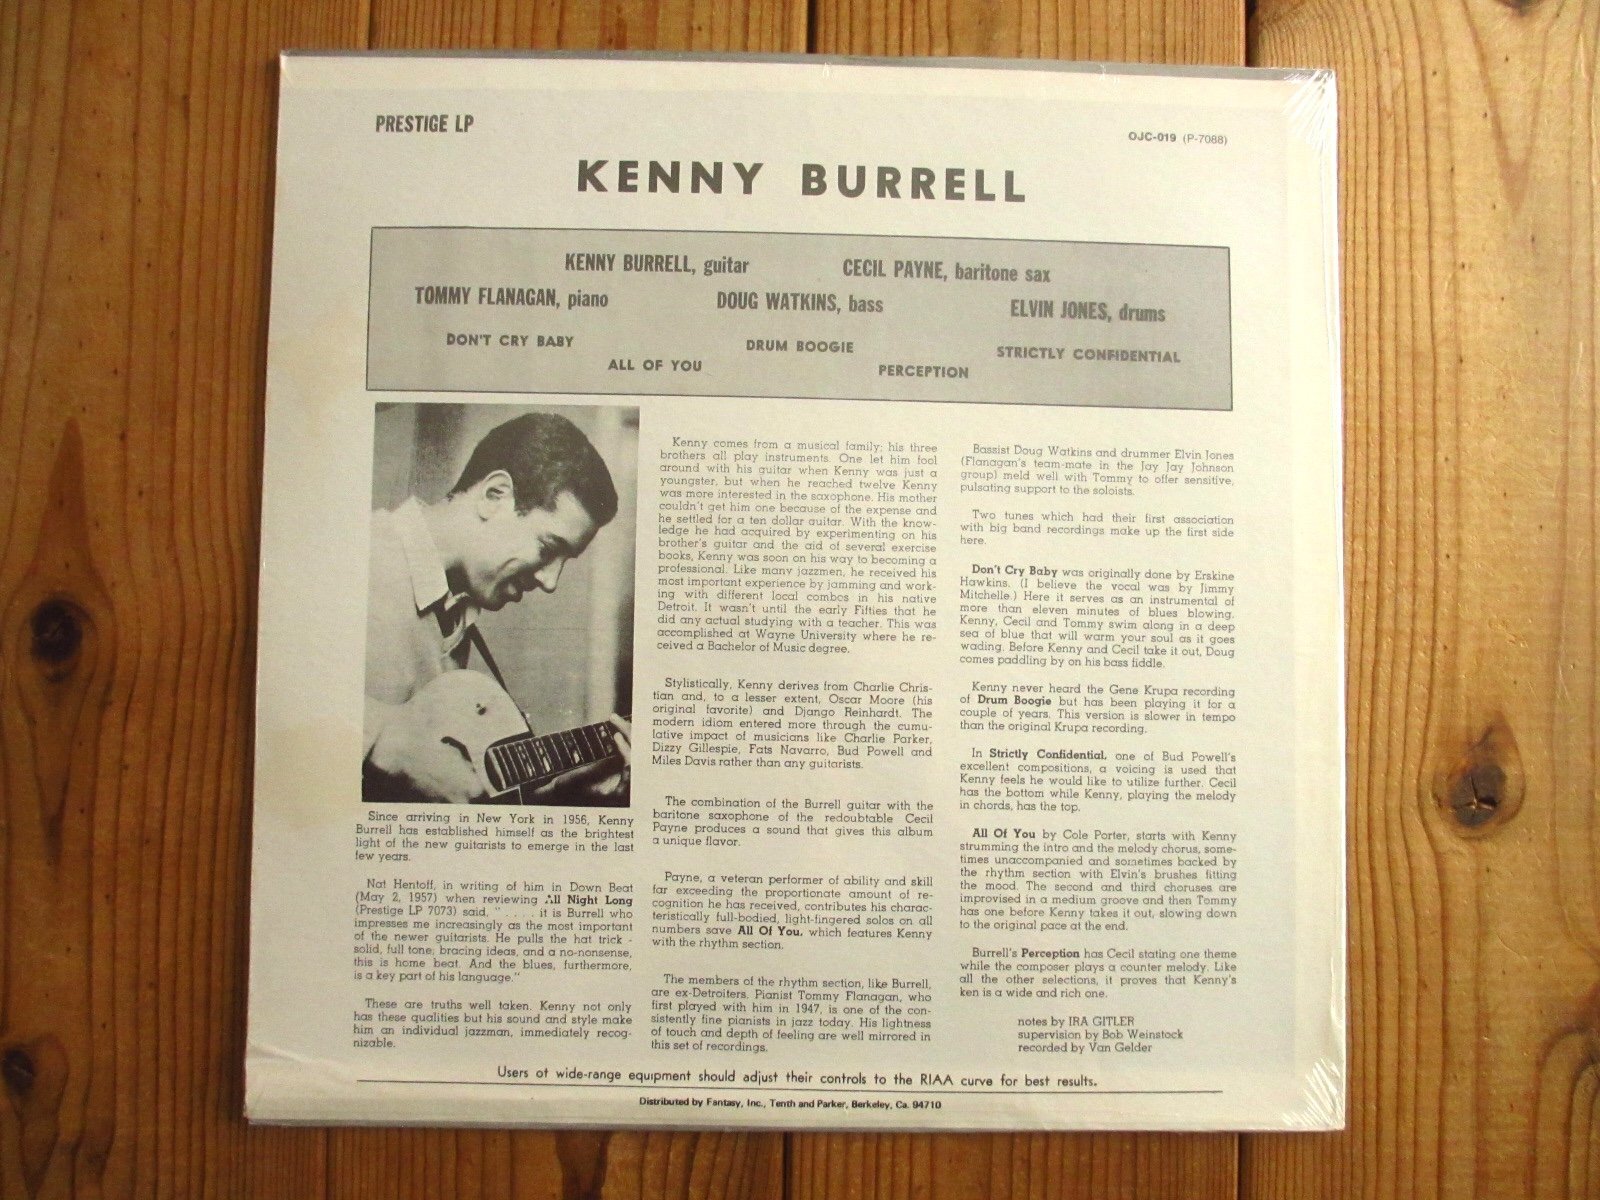 PRESTIGE LP
OJC-019 (P-7088)
KENNY BURRELL
KENNY BURRELL, guitar CECIL PAYNE, baritone sax
TOMMY FLANAGAN, piano DOUG WATKINS, bass ELVIN JONES, drums
DON'T CRY BABY DRUM BOOGIE STRICTLY CONFIDENTIAL
ALL OF YOU PERCEPTION
Since arriving in New York in 1956, Kenny
Burrell has established himself as the brightest
light of the new guitarists to emerge in the last
few years.
Nat Hentoff, in writing of him in Down Beat
(May 2, 1957) when reviewing All Night Long
(Prestige LP 7073) said, " . . . it is Burrell who
impresses me increasingly as the most important
of the newer guitarists. He pulls the hat trick -
solid, full tone; bracing ideas, and a no-nonsense,
this is home beat. And the blues, furthermore,
is a key part of his language."
These are truths well taken. Kenny not only
has these qualities but his sound and style make
him an individual jazzman, immediately recog-
nizable.
Kenny comes from a musical family; his three
brothers all play instruments. One let him fool
around with his guitar when Kenny was just a
youngster, but when he reached twelve Kenny
was more interested in the saxophone. His mother
couldn't get him one because of the expense and
he settled for a ten dollar guitar. With the know-
ledge he had acquired by experimenting on his
brother's guitar and the aid of several exercise
books, Kenny was soon on his way to becoming a
professional. Like many jazzmen, he received his
most important experience by jamming and work-
ing with different local combos in his native
Detroit. It wasn't until the early Fifties that he
did any actual studying with a teacher. This was
accomplished at Wayne University where he re-
ceived a Bachelor of Music degree.
Stylistically, Kenny derives from Charlie Chris-
tian and, to a lesser extent, Oscar Moore (his
original favorite) and Django Reinhardt. The
modern idiom entered more through the cumu-
lative impact of musicians like Charlie Parker,
Dizzy Gillespie, Fats Navarro, Bud Powell and
Miles Davis rather than any guitarists.
The combination of the Burrell guitar with the
baritone saxophone of the redoubtable Cecil
Payne produces a sound that gives this album
a unique flavor.
Payne, a veteran performer of ability and skill
far exceeding the proportionate amount of re-
cognition he has received, contributes his charac-
teristically full-bodied, light-fingered solos on all
numbers save All Of You, which features Kenny
with the rhythm section.
The members of the rhythm section, like Burrell,
are ex-Detroiters. Pianist Tommy Flanagan, who
first played with him in 1947, is one of the con-
sistently fine pianists in jazz today. His lightness
of touch and depth of feeling are well mirrored in
this set of recordings.
Bassist Doug Watkins and drummer Elvin Jones
(Flanagan's team-mate in the Jay Jay Johnson
group) meld well with Tommy to offer sensitive,
pulsating support to the soloists.
Two tunes which had their first association
with big band recordings make up the first side
here.
Don't Cry Baby was originally done by Erskine
Hawkins. (I believe the vocal was by Jimmy
Mitchelle.) Here it serves as an instrumental of
more than eleven minutes of blues blowing.
Kenny, Cecil and Tommy swim along in a deep
sea of blue that will warm your soul as it goes
wading. Before Kenny and Cecil take it out, Doug
comes paddling by on his bass fiddle.
Kenny never heard the Gene Krupa recording
of Drum Boogie but has been playing it for a
couple of years. This version is slower in tempo
than the original Krupa recording.
In Strictly Confidential, one of Bud Powell's
excellent compositions, a voicing is used that
Kenny feels he would like to utilize further. Cecil
has the bottom while Kenny, playing the melody
in chords, has the top.
All Of You by Cole Porter, starts with Kenny
strumming the intro and the melody chorus, some-
times unaccompanied and sometimes backed by
the rhythm section with Elvin's brushes fitting
the mood. The second and third choruses are
improvised in a medium groove and then Tommy
has one before Kenny takes it out, slowing down
to the original pace at the end.
Burrell's Perception has Cecil stating one theme
while the composer plays a counter melody. Like
all the other selections, it proves that Kenny's
ken is a wide and rich one.
notes by IRA GITLER
supervision by Bob Weinstock
recorded by Van Gelder
Users of wide-range equipment should adjust their controls to the RIAA curve for best results.
Distributed by Fantasy, Inc., Tenth and Parker, Berkeley, Ca. 94710